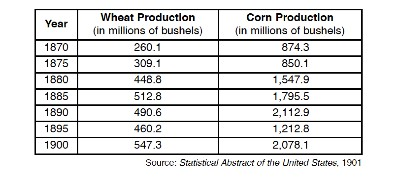 Year Wheat Production (in millions of bushels) Corn Production (in millions of bushels)
1870 260.1 874.3
1875 309.1 850.1
1880 448.8 1,547.9
1885 512.8 1,795.5
1890 490.6 2,112.9
1895 460.2 1,212.8
1900 547.3 2,078.1
Source: Statistical Abstract of the United States, 1901